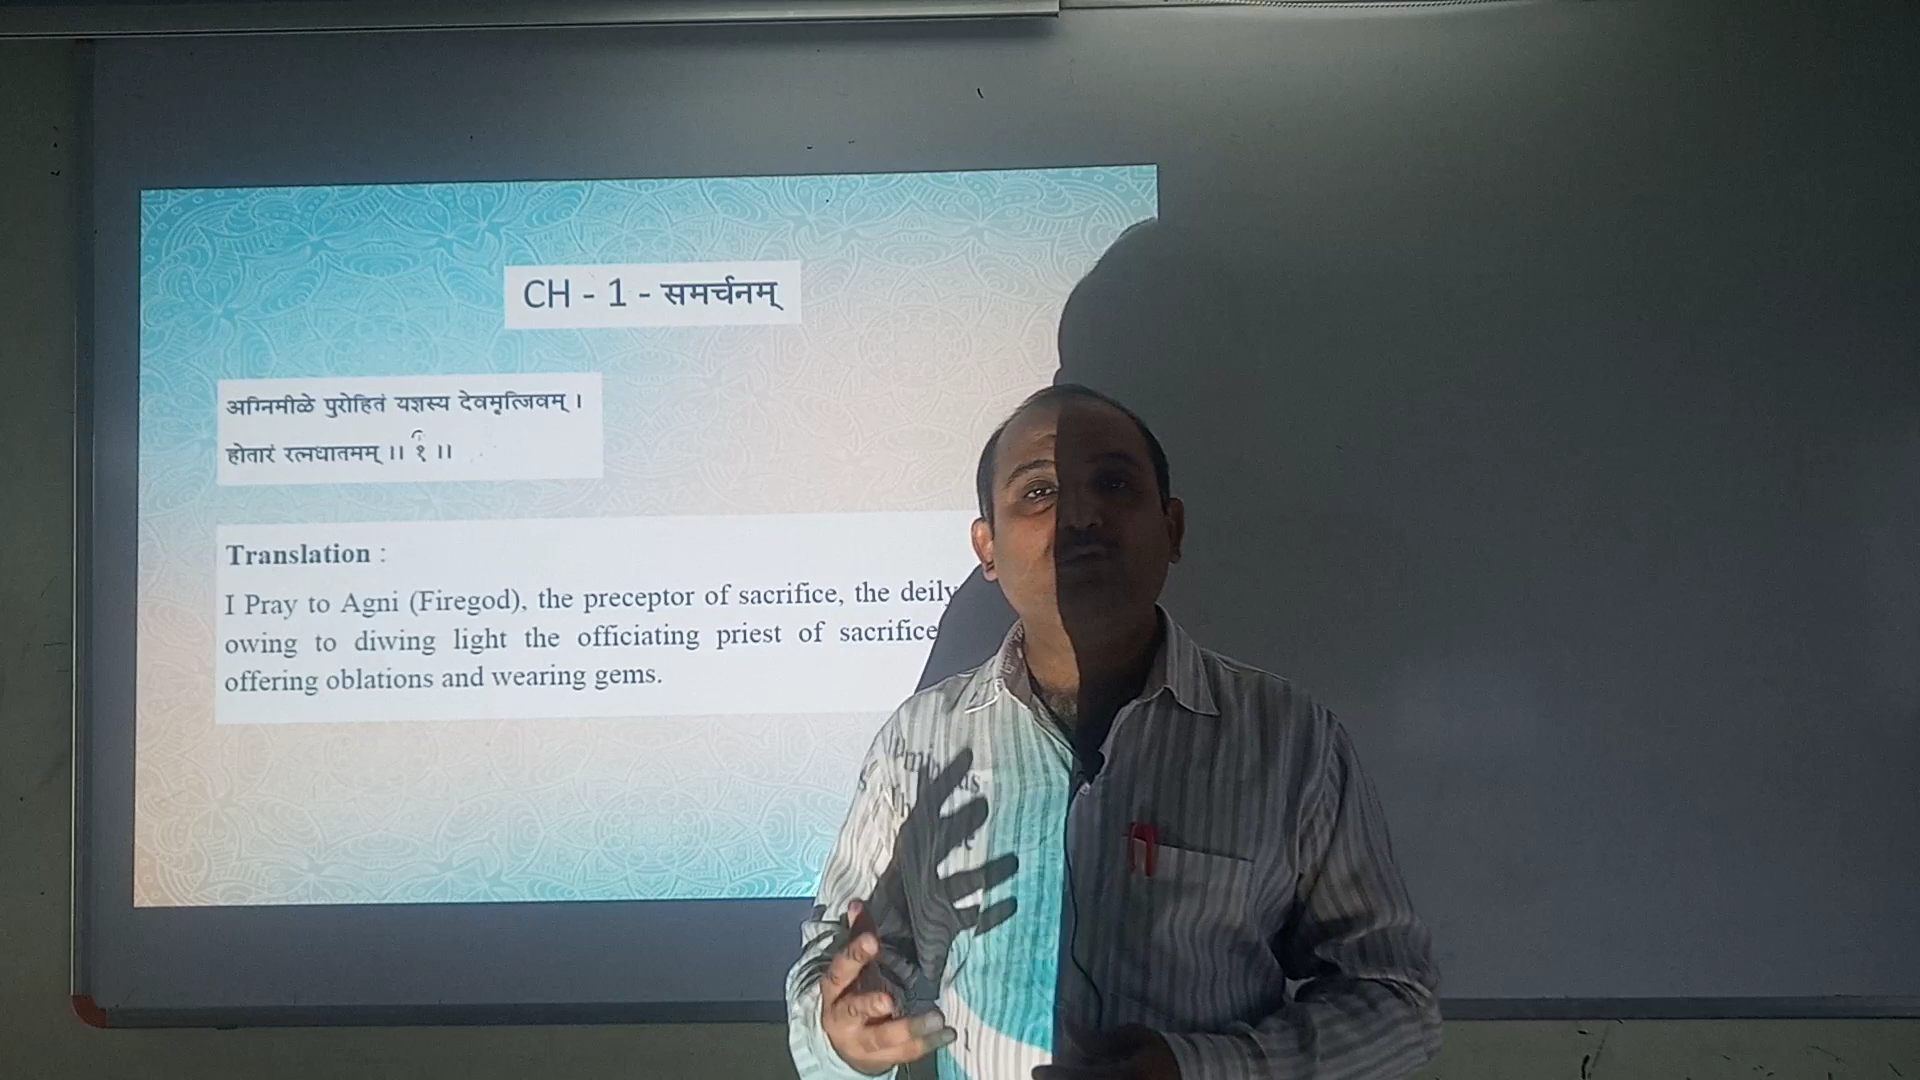 CH - 1 - समर्चनम्
अग्निमीळे पुरोहितं यज्ञस्य देवमृत्जिवम् ।
होतारं रत्नधातमम् ।। १ ।।
Translation :
I Pray to Agni (Firegod), the preceptor of sacrifice, the deily
owing to diwing light the officiating priest of sacrifice
offering oblations and wearing gems.